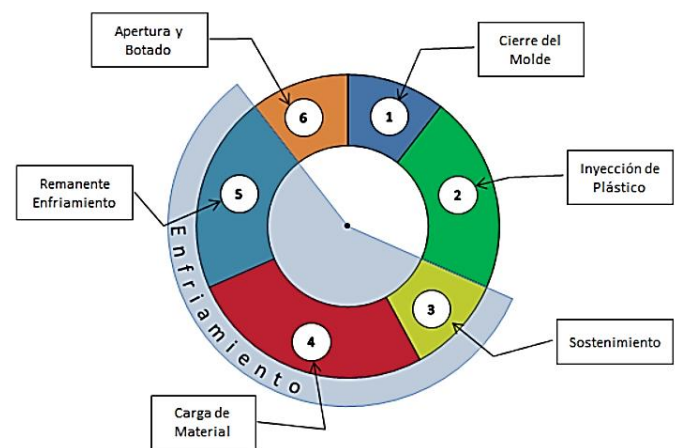 Apertura y
Botado
Cierre del
Molde
6
1
Remanente
Enfriamiento
5
2
Inyección de
Plástico
Enfriamiento
3
4
Sostenimiento
Carga de
Material